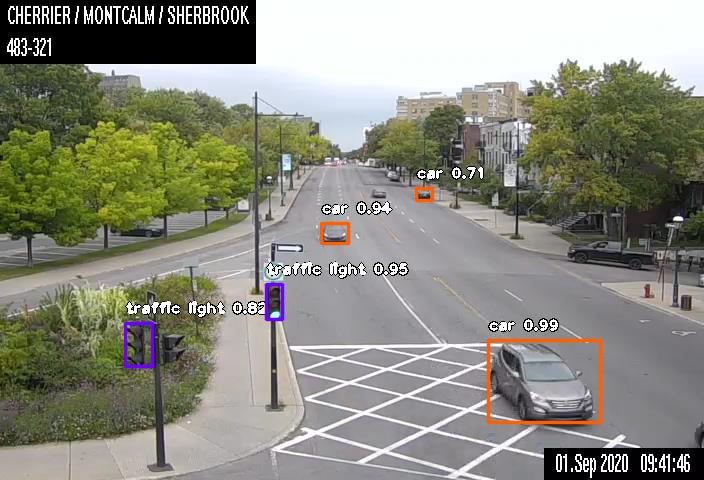 CHERRIER / MONTCALM / SHERBROOK
483-321
car 0.71
car 0.94
traffic light 0.95
traffic light 0.82
car 0.99
01.Sep 2020 09:41:46